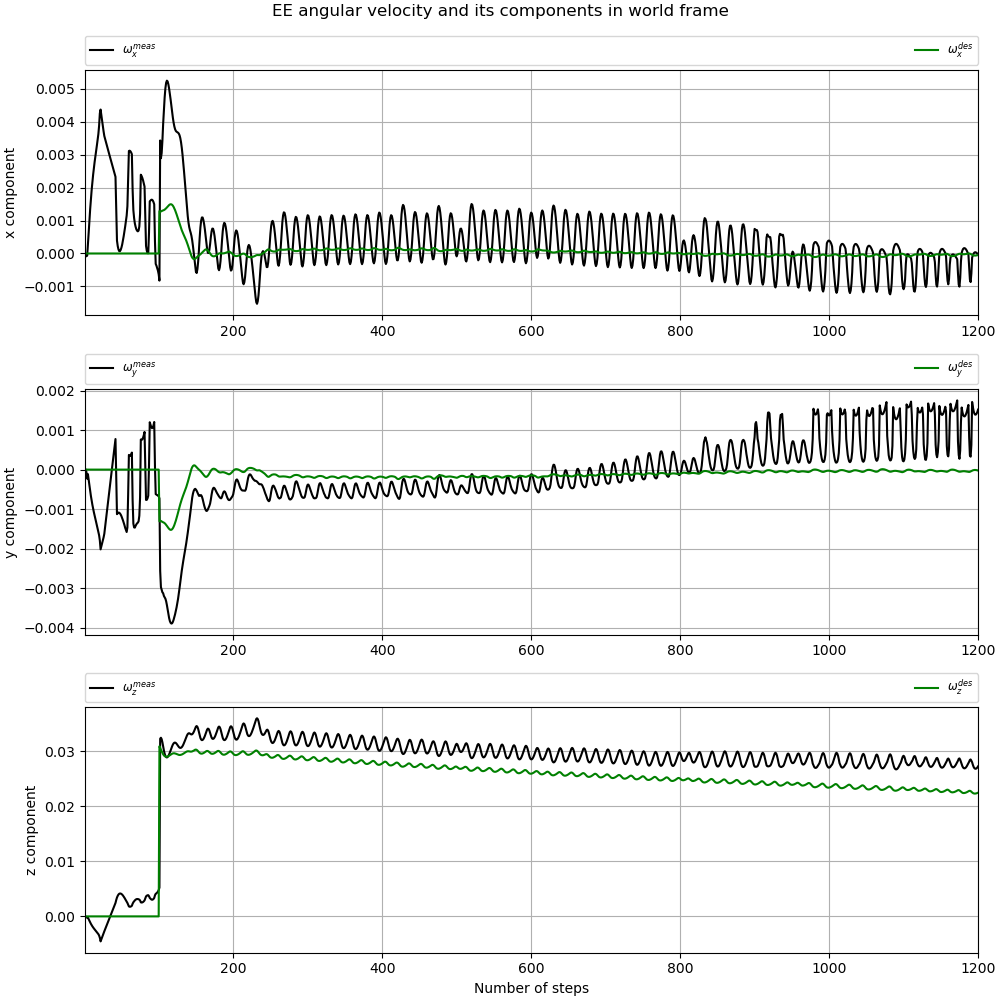 EE angular velocity and its components in world frame
ω_x^meas ω_x^des
0.005
0.004
0.003
0.002
0.001
0.000
−0.001
x component
200 400 600 800 1000 1200
ω_y^meas ω_y^des
0.002
0.001
0.000
−0.001
−0.002
−0.003
−0.004
y component
200 400 600 800 1000 1200
ω_z^meas ω_z^des
0.03
0.02
0.01
0.00
z component
200 400 600 800 1000 1200
Number of steps